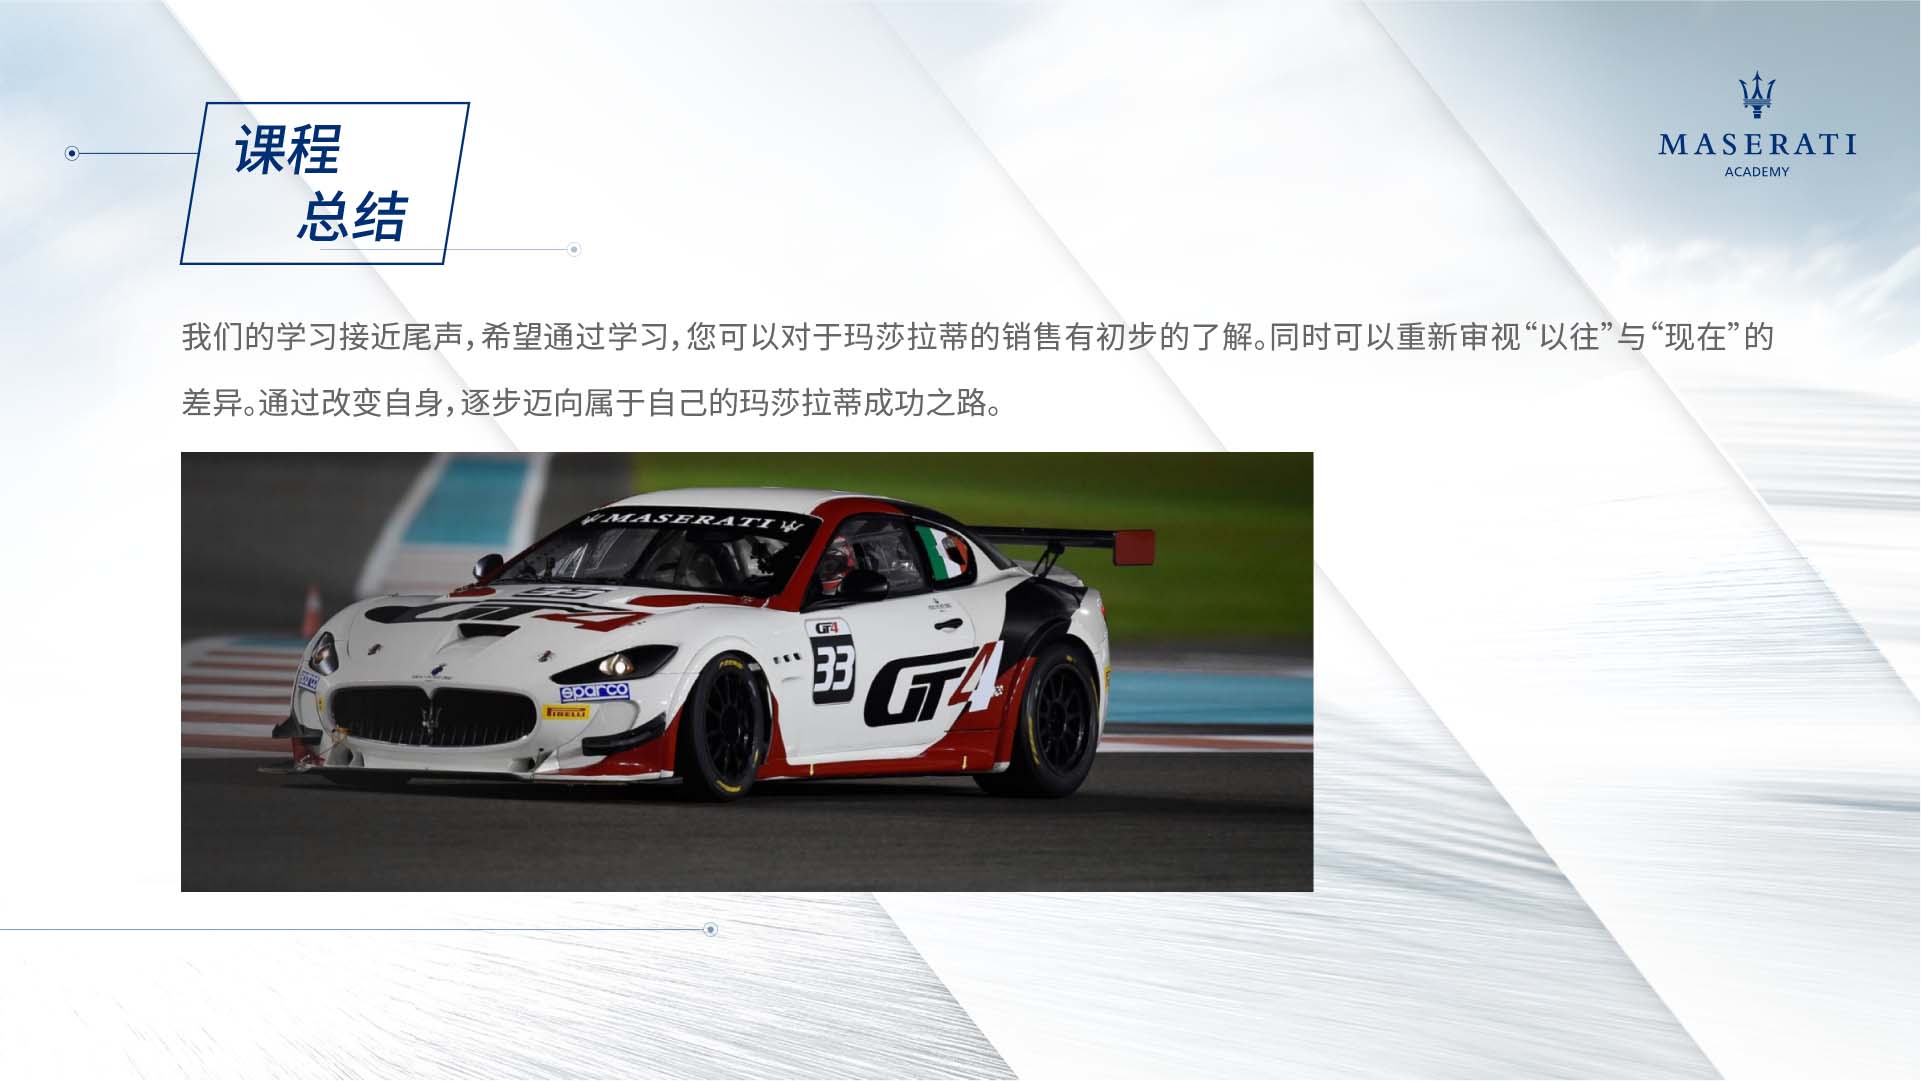 课程
总结
MASERATI
ACADEMY
我们的学习接近尾声，希望通过学习，您可以对于玛莎拉蒂的销售有初步的了解。同时可以重新审视“以往”与“现在”的
差异。通过改变自身，逐步迈向属于自己的玛莎拉蒂成功之路。
MASERATI
GT4
GT4
33
GT4
sparco
PIRELLI